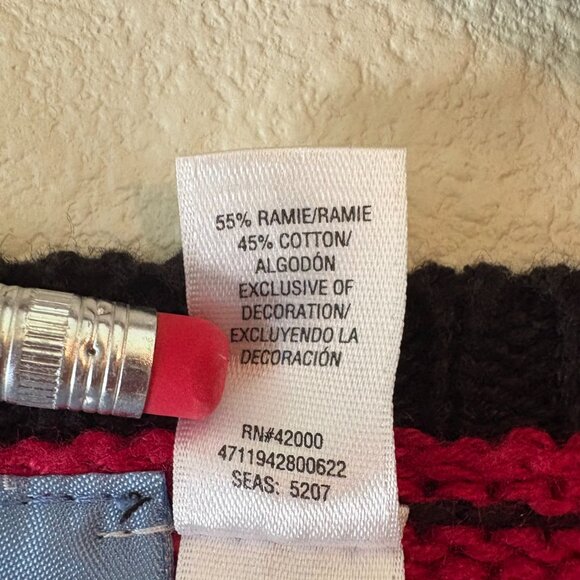 55% RAMIE/RAMIE
45% COTTON/
ALGODÓN
EXCLUSIVE OF
DECORATION/
EXCLUYENDO LA
DECORACIÓN
RN#42000
4711942800622
SEAS: 5207